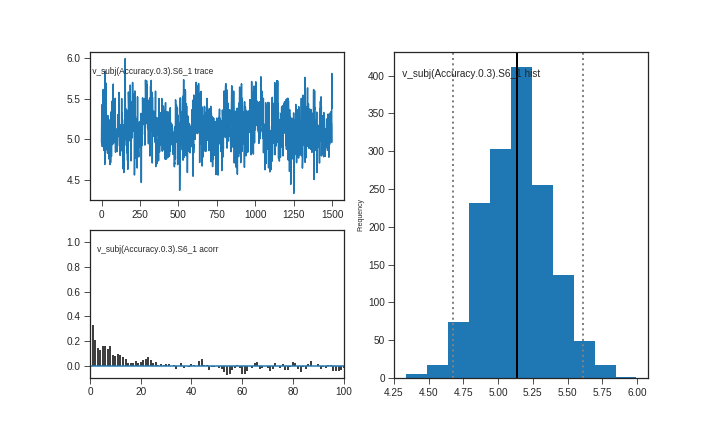 6.0
v_subj(Accuracy.0.3).S6_1 trace
5.5
5.0
4.5
0 250 500 750 1000 1250 1500
1.0
v_subj(Accuracy.0.3).S6_1 acorr
0.8
0.6
0.4
0.2
0.0
0 20 40 60 80 100
v_subj(Accuracy.0.3).S6_1 hist
400
350
300
250
200
150
100
50
0
Frequency
4.25 4.50 4.75 5.00 5.25 5.50 5.75 6.00